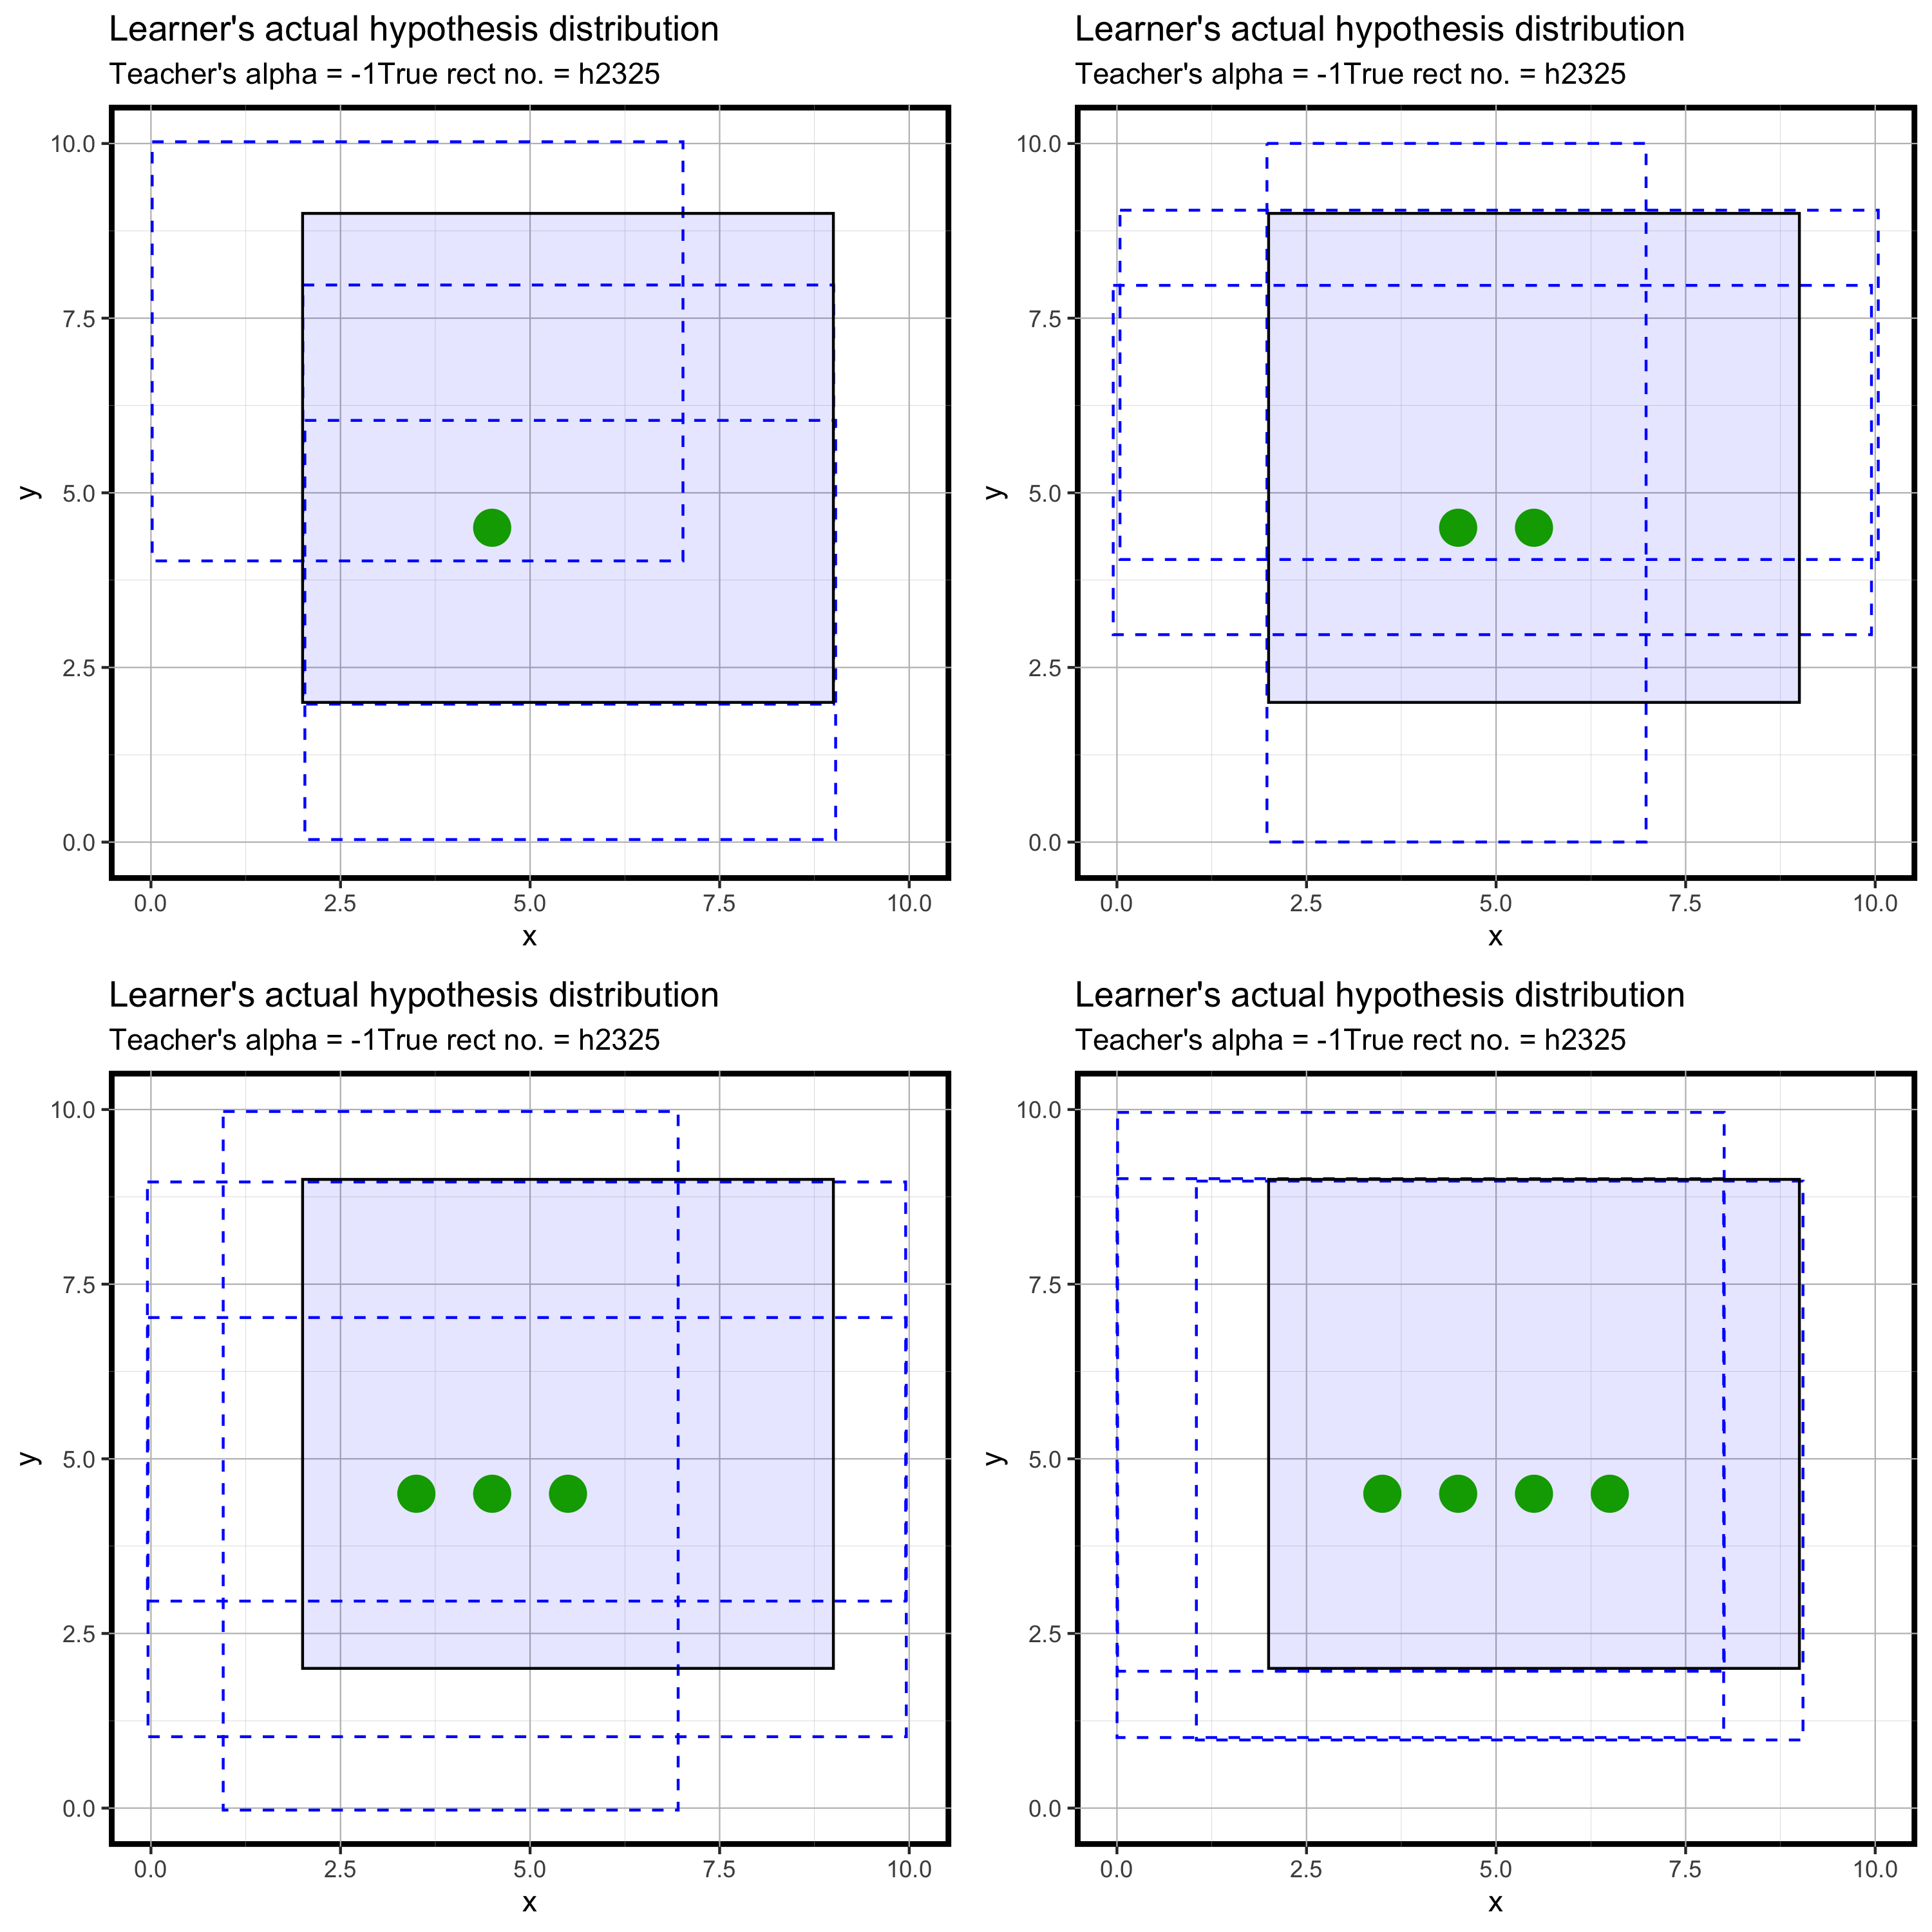 Learner's actual hypothesis distribution
Teacher's alpha = -1True rect no. = h2325
10.0
7.5
5.0
2.5
0.0
y
0.0 2.5 5.0 7.5 10.0
x
Learner's actual hypothesis distribution
Teacher's alpha = -1True rect no. = h2325
10.0
7.5
5.0
2.5
0.0
y
0.0 2.5 5.0 7.5 10.0
x
Learner's actual hypothesis distribution
Teacher's alpha = -1True rect no. = h2325
10.0
7.5
5.0
2.5
0.0
y
0.0 2.5 5.0 7.5 10.0
x
Learner's actual hypothesis distribution
Teacher's alpha = -1True rect no. = h2325
10.0
7.5
5.0
2.5
0.0
y
0.0 2.5 5.0 7.5 10.0
x